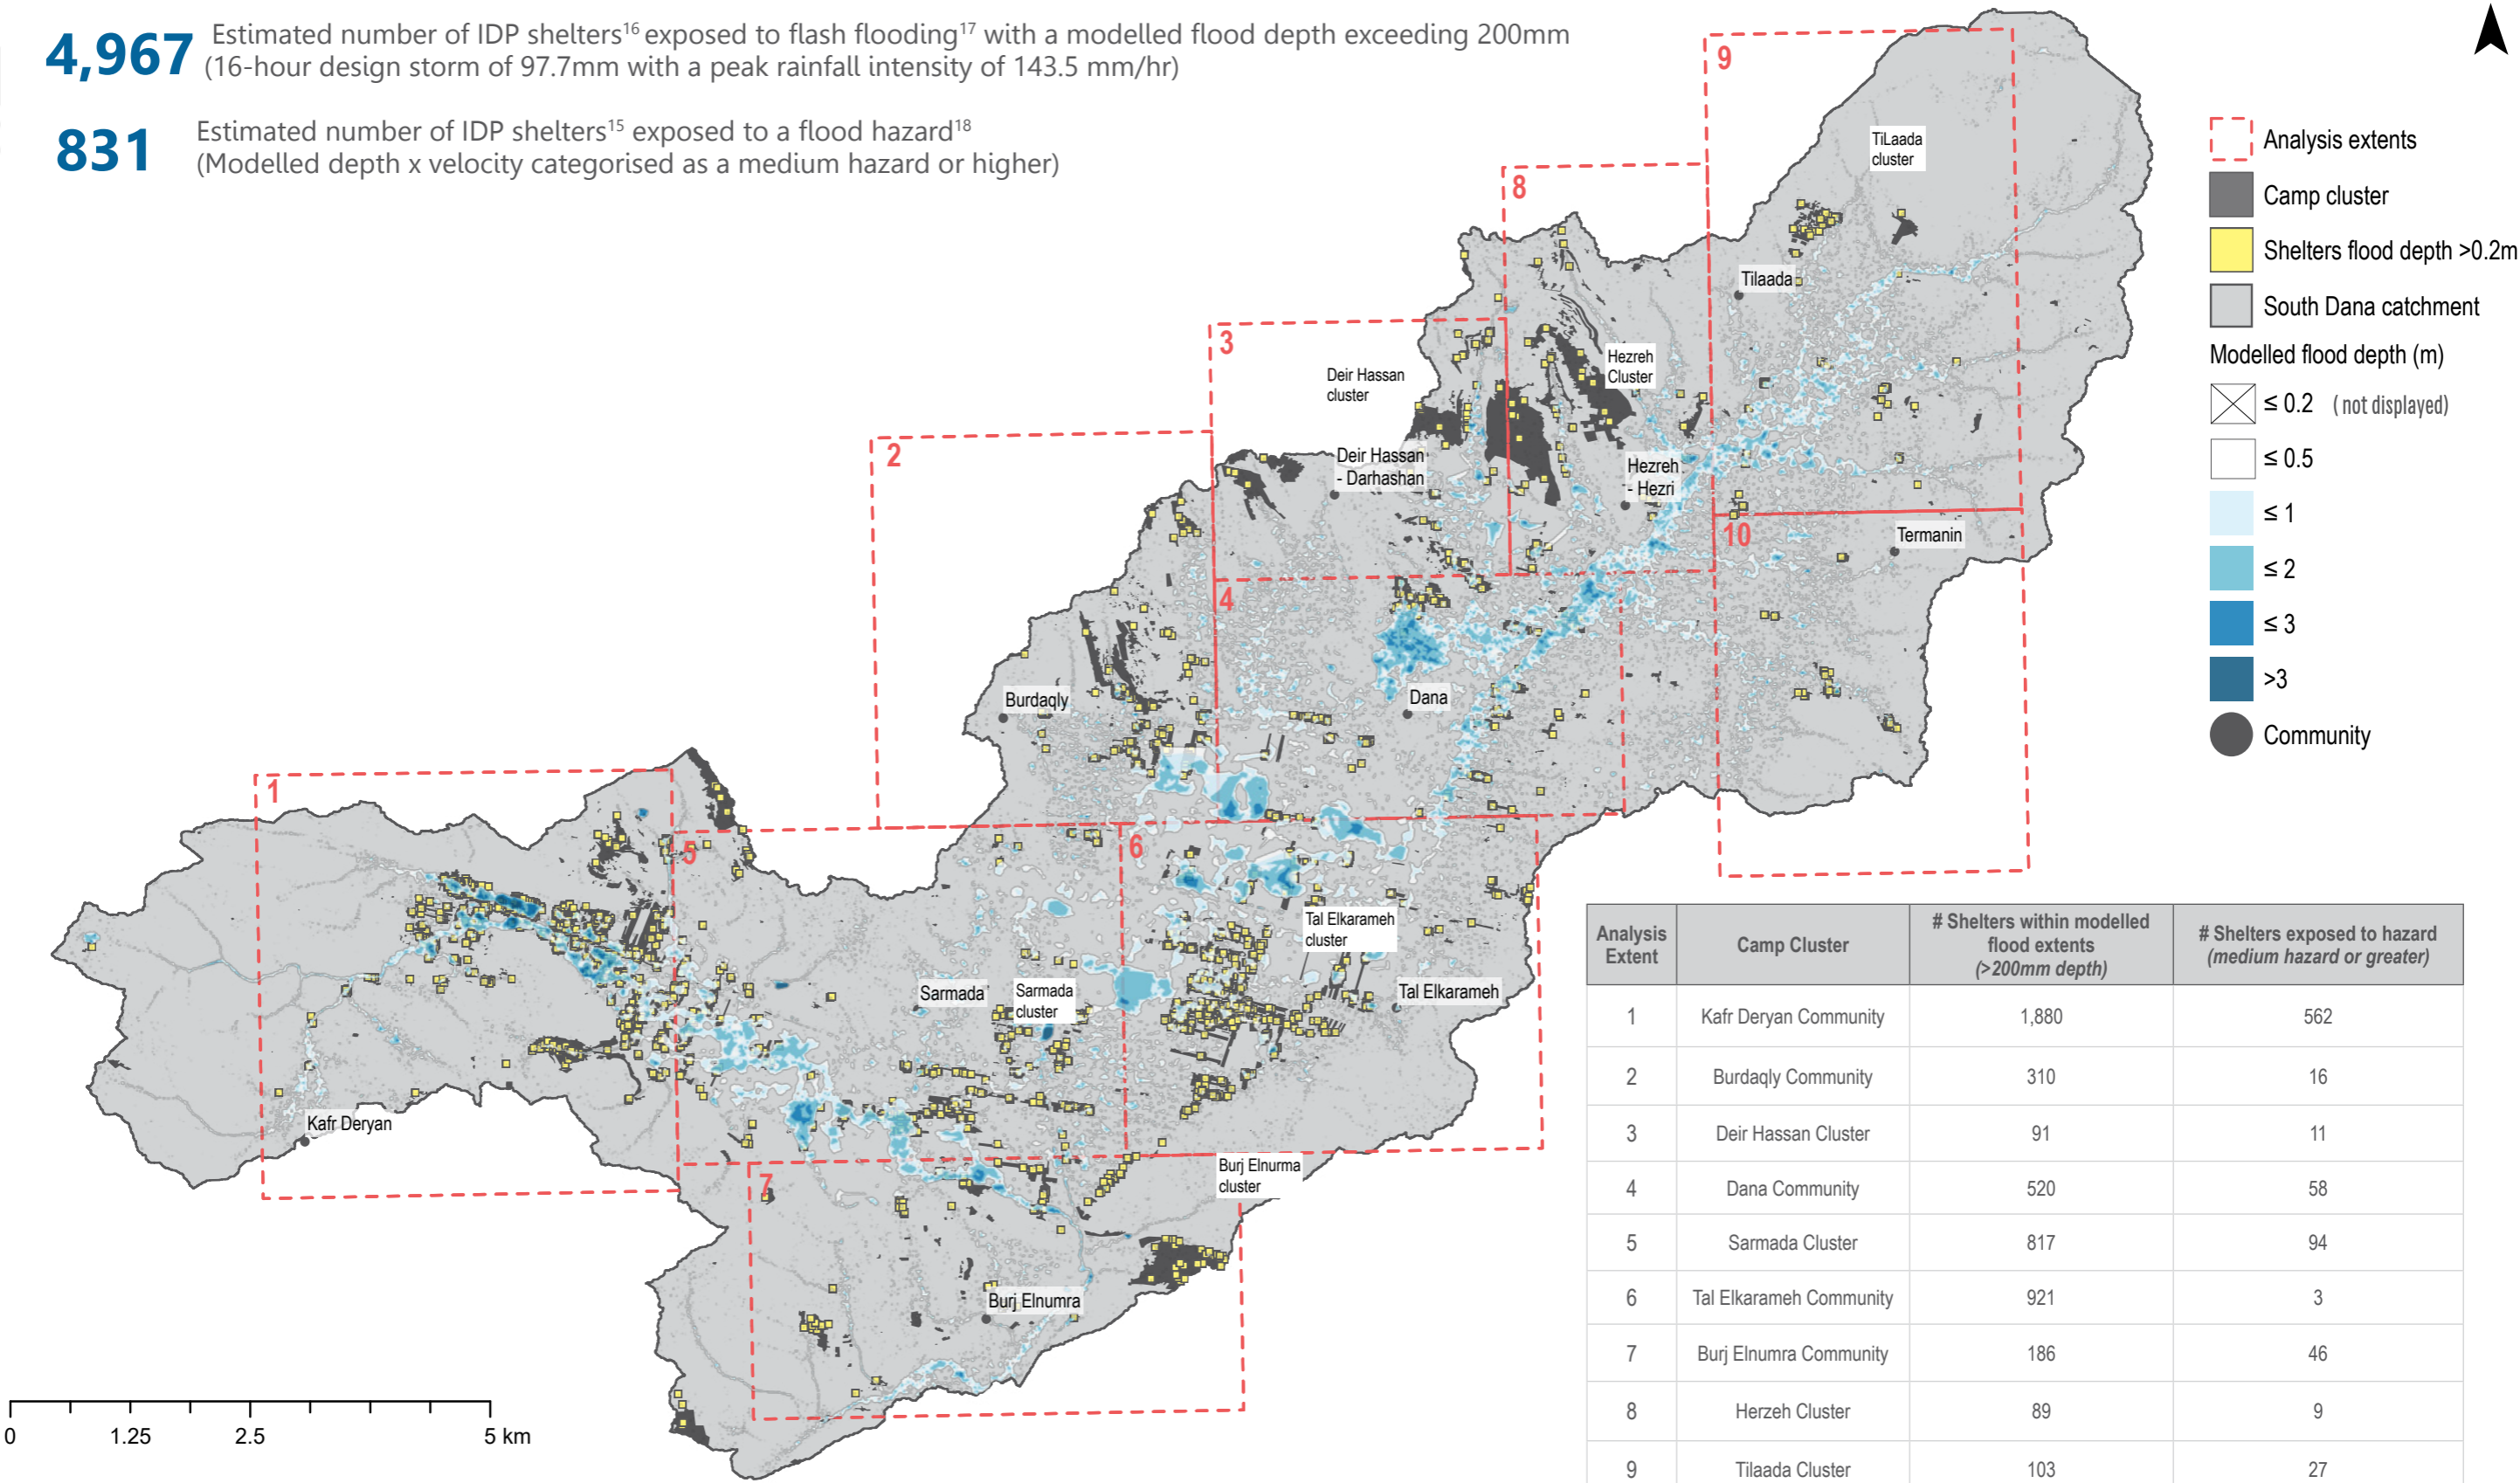 4,967 Estimated number of IDP shelters16 exposed to flash flooding17 with a modelled flood depth exceeding 200mm
(16-hour design storm of 97.7mm with a peak rainfall intensity of 143.5 mm/hr)
831 Estimated number of IDP shelters15 exposed to a flood hazard18
(Modelled depth x velocity categorised as a medium hazard or higher)
Analysis extents
Camp cluster
Shelters flood depth >0.2m
South Dana catchment
Modelled flood depth (m)
≤ 0.2 ( not displayed)
≤ 0.5
≤ 1
≤ 2
≤ 3
>3
Community
9
TiLaada
cluster
8
Tilaada
3
Hezreh
Cluster
Deir Hassan
cluster
2
Deir Hassan
- Darhashan
Hezreh
- Hezri
10
Termanin
4
Burdaqly
Dana
1
5
6
Tal Elkarameh
cluster
Sarmada
Sarmada
cluster
Tal Elkarameh
Kafr Deryan
7
Burj Elnurma
cluster
Burj Elnumra
0 1.25 2.5 5 km
Analysis Extent | Camp Cluster | # Shelters within modelled flood extents (>200mm depth) | # Shelters exposed to hazard (medium hazard or greater)
1 Kafr Deryan Community 1,880 562
2 Burdaqly Community 310 16
3 Deir Hassan Cluster 91 11
4 Dana Community 520 58
5 Sarmada Cluster 817 94
6 Tal Elkarameh Community 921 3
7 Burj Elnumra Community 186 46
8 Herzeh Cluster 89 9
9 Tilaada Cluster 103 27